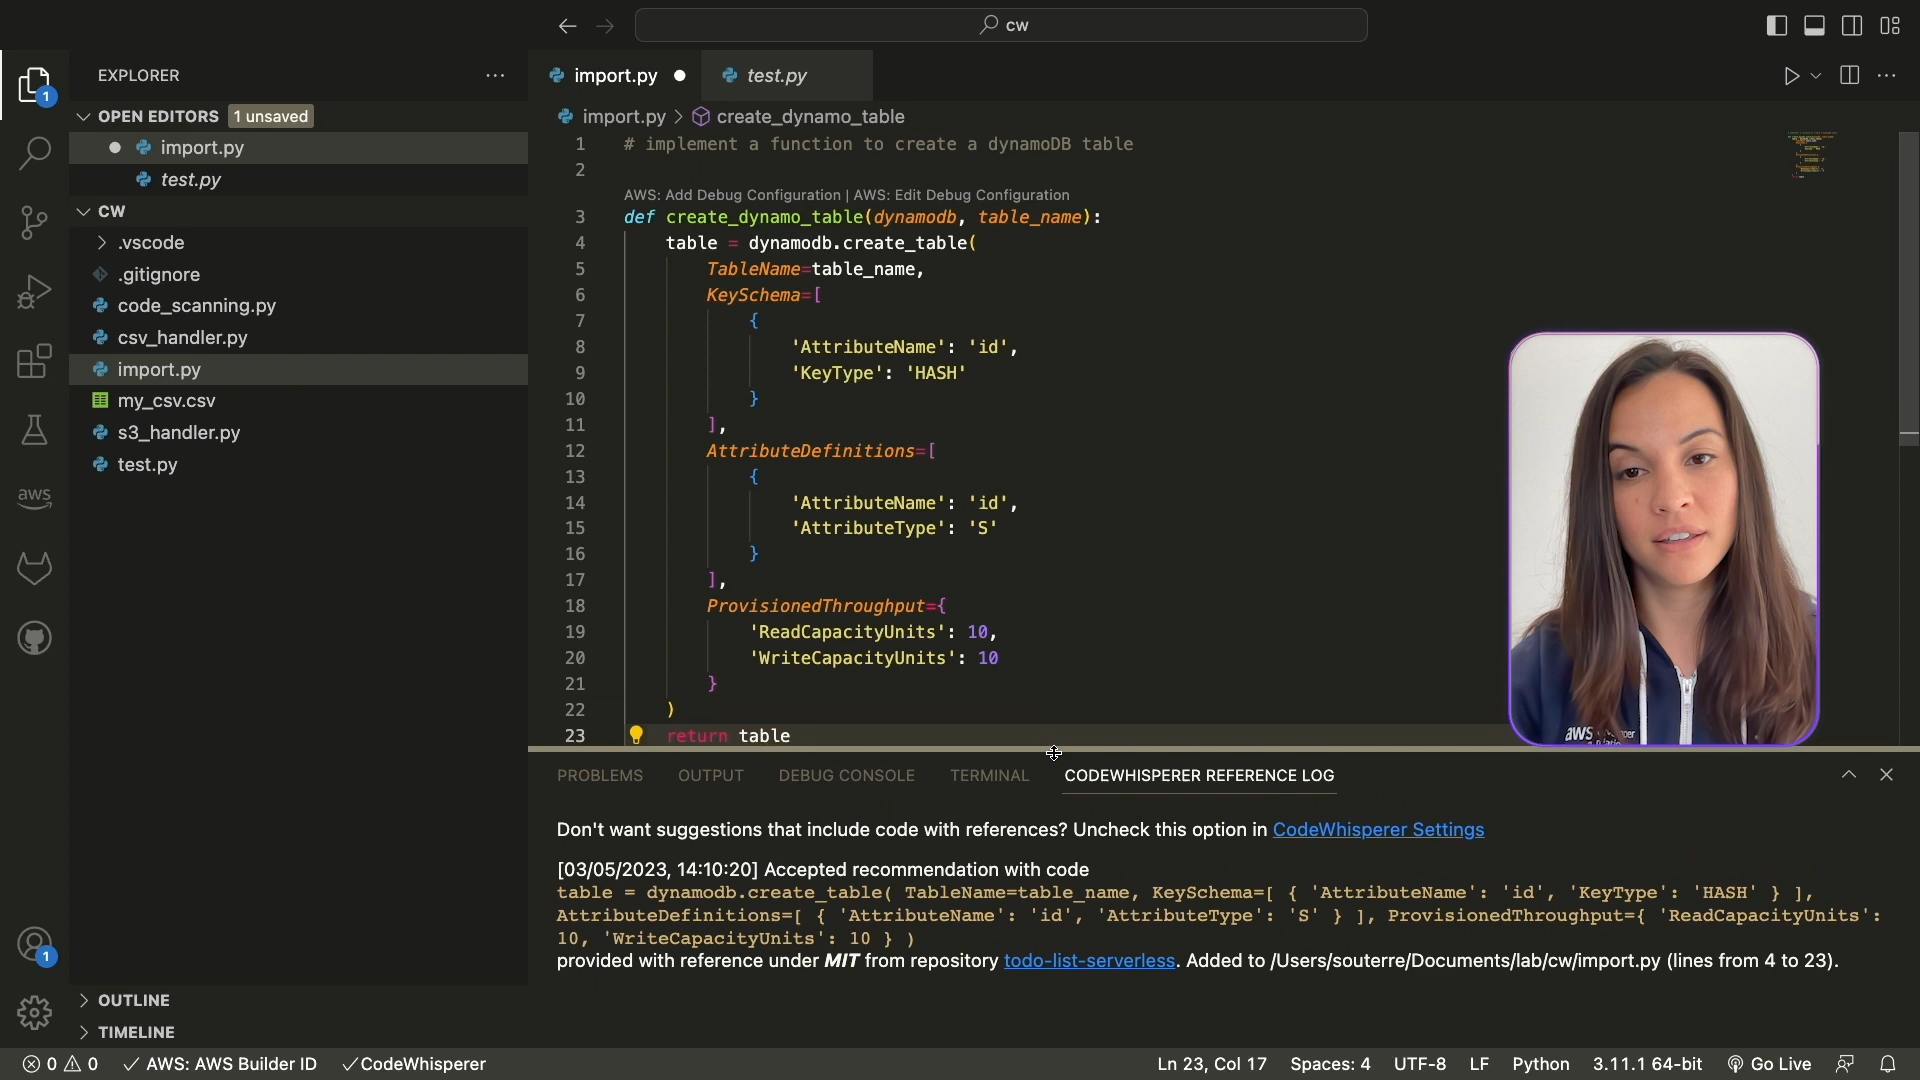 cw
EXPLORER
OPEN EDITORS 1 unsaved
import.py
test.py
CW
.vscode
.gitignore
code_scanning.py
csv_handler.py
import.py
my_csv.csv
s3_handler.py
test.py
OUTLINE
TIMELINE
1
aws
1
import.py
test.py
import.py > create_dynamo_table
1 # implement a function to create a dynamoDB table
2
AWS: Add Debug Configuration | AWS: Edit Debug Configuration
3 def create_dynamo_table(dynamodb, table_name):
4 table = dynamodb.create_table(
5 TableName=table_name,
6 KeySchema=[
7 {
8 'AttributeName': 'id',
9 'KeyType': 'HASH'
10 }
11 ],
12 AttributeDefinitions=[
13 {
14 'AttributeName': 'id',
15 'AttributeType': 'S'
16 }
17 ],
18 ProvisionedThroughput={
19 'ReadCapacityUnits': 10,
20 'WriteCapacityUnits': 10
21 }
22 )
23 return table
aws
PROBLEMS OUTPUT DEBUG CONSOLE TERMINAL CODEWHISPERER REFERENCE LOG
Don't want suggestions that include code with references? Uncheck this option in CodeWhisperer Settings
[03/05/2023, 14:10:20] Accepted recommendation with code
table = dynamodb.create_table( TableName=table_name, KeySchema=[ { 'AttributeName': 'id', 'KeyType': 'HASH' } ],
AttributeDefinitions=[ { 'AttributeName': 'id', 'AttributeType': 'S' } ], ProvisionedThroughput={ 'ReadCapacityUnits':
10, 'WriteCapacityUnits': 10 } )
provided with reference under MIT from repository todo-list-serverless. Added to /Users/souterre/Documents/lab/cw/import.py (lines from 4 to 23).
0 0 AWS: AWS Builder ID CodeWhisperer Ln 23, Col 17 Spaces: 4 UTF-8 LF Python 3.11.1 64-bit Go Live